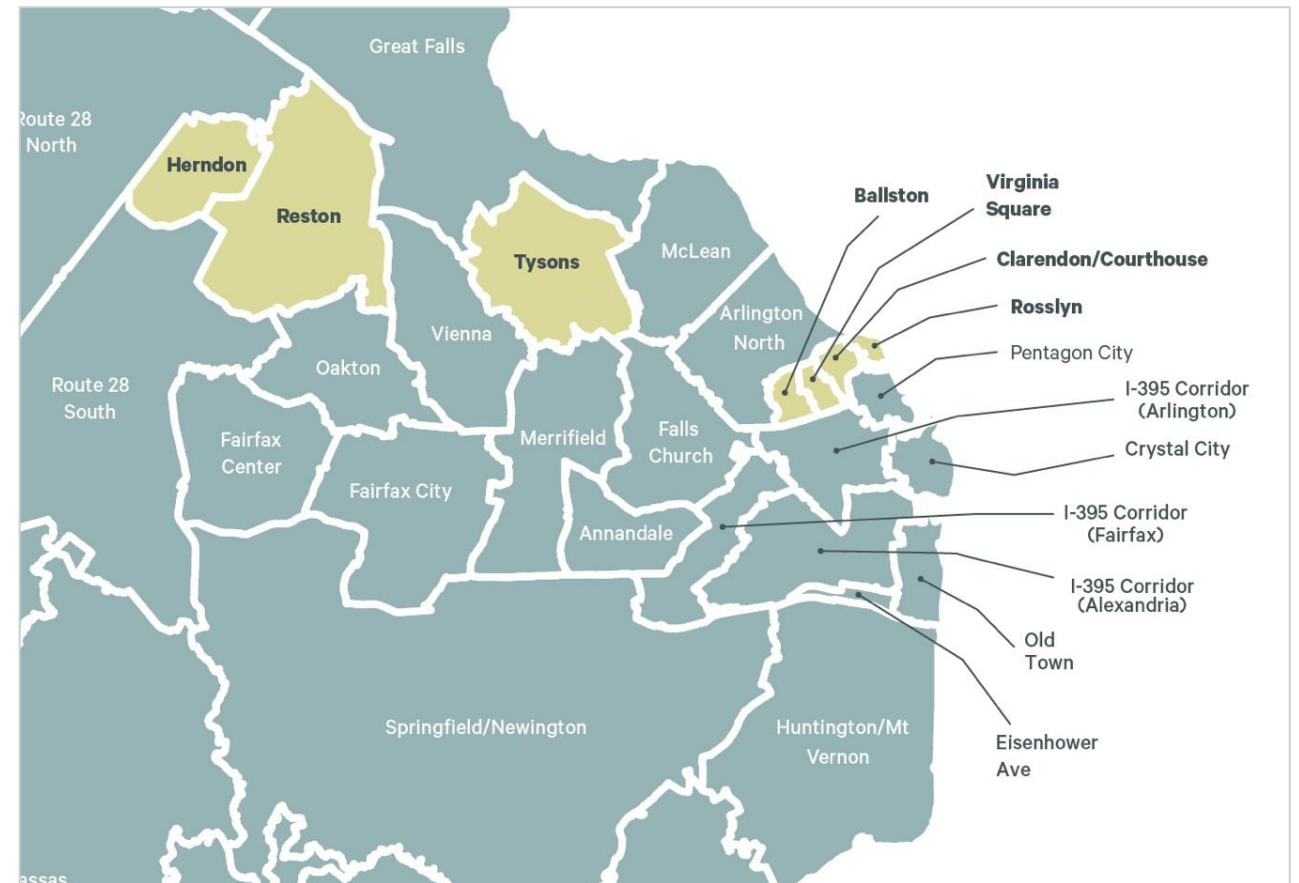 Great Falls
Route 28
North
Herndon
Reston
Tysons
McLean
Ballston
Virginia
Square
Clarendon/Courthouse
Rosslyn
Arlington
North
Pentagon City
Vienna
Oakton
Route 28
South
I-395 Corridor
(Arlington)
Fairfax
Center
Merrifield
Falls
Church
Crystal City
Fairfax City
Annandale
I-395 Corridor
(Fairfax)
I-395 Corridor
(Alexandria)
Old
Town
Springfield/Newington
Huntington/Mt
Vernon
Eisenhower
Ave
assas